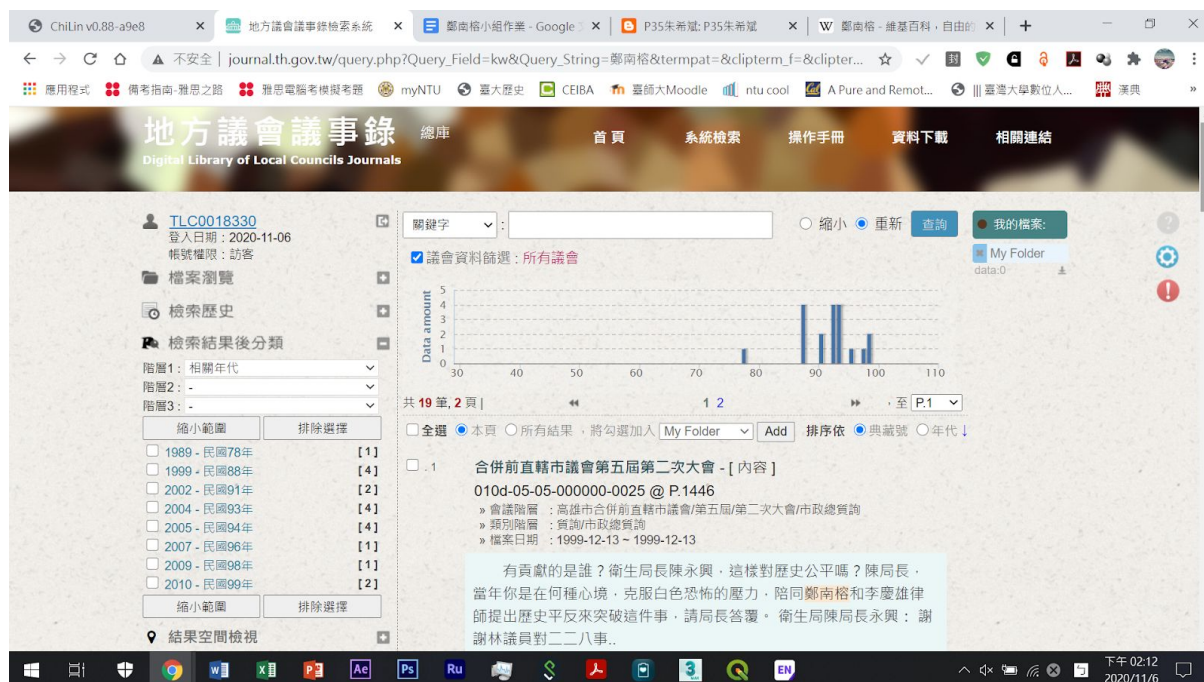 ChiLin v0.88-a9e8
地方議會議事錄檢索系統
鄭南榕小組作業 - Google
P35朱希斌: P35朱希斌
W 鄭南榕 - 維基百科，自由的
不安全 | journal.th.gov.tw/query.php?Query_Field=kw&Query_String=鄭南榕&termpat=&clipterm_f=&clipter...
應用程式 備考指南-雅思之路 雅思電腦考模擬考題 myNTU 臺大歷史 CEIBA 臺師大Moodle ntu cool A Pure and Remot... ||| 臺灣大學數位人... 漢典 »
地方議會議事錄 總庫 首頁 系統檢索 操作手冊 資料下載 相關連結
Digital Library of Local Councils Journals
TLC0018330
登入日期：2020-11-06
帳號權限：訪客
檔案瀏覽
檢索歷史
檢索結果後分類
階層1：相關年代
階層2：-
階層3：-
縮小範圍 排除選擇
1989 - 民國78年 [1]
1999 - 民國88年 [4]
2002 - 民國91年 [2]
2004 - 民國93年 [4]
2005 - 民國94年 [4]
2007 - 民國96年 [1]
2009 - 民國98年 [1]
2010 - 民國99年 [2]
縮小範圍 排除選擇
結果空間檢視
關鍵字 : 縮小 重新 查詢
議會資料篩選：所有議會
Data amount
5
4
3
2
1
0
30 40 50 60 70 80 90 100 110
共 19 筆, 2 頁 | 1 2 ，至 P.1
全選 本頁 所有結果，將勾選加入 My Folder Add 排序依 典藏號 年代↓
. 1 合併前直轄市議會第五屆第二次大會 - [ 內容 ]
010d-05-05-000000-0025 @ P.1446
» 會議階層 ：高雄市合併前直轄市議會/第五屆/第二次大會/市政總質詢
» 類別階層 ：質詢/市政總質詢
» 檔案日期 ：1999-12-13 ~ 1999-12-13
有貢獻的是誰？衛生局長陳永興，這樣對歷史公平嗎？陳局長，
當年你是在何種心境，克服白色恐怖的壓力，陪同鄭南榕和李慶雄律
師提出歷史平反來突破這件事，請局長答覆。 衛生局陳局長永興： 謝
謝林議員對二二八事..
我的檔案:
My Folder
data:0
下午 02:12
2020/11/6